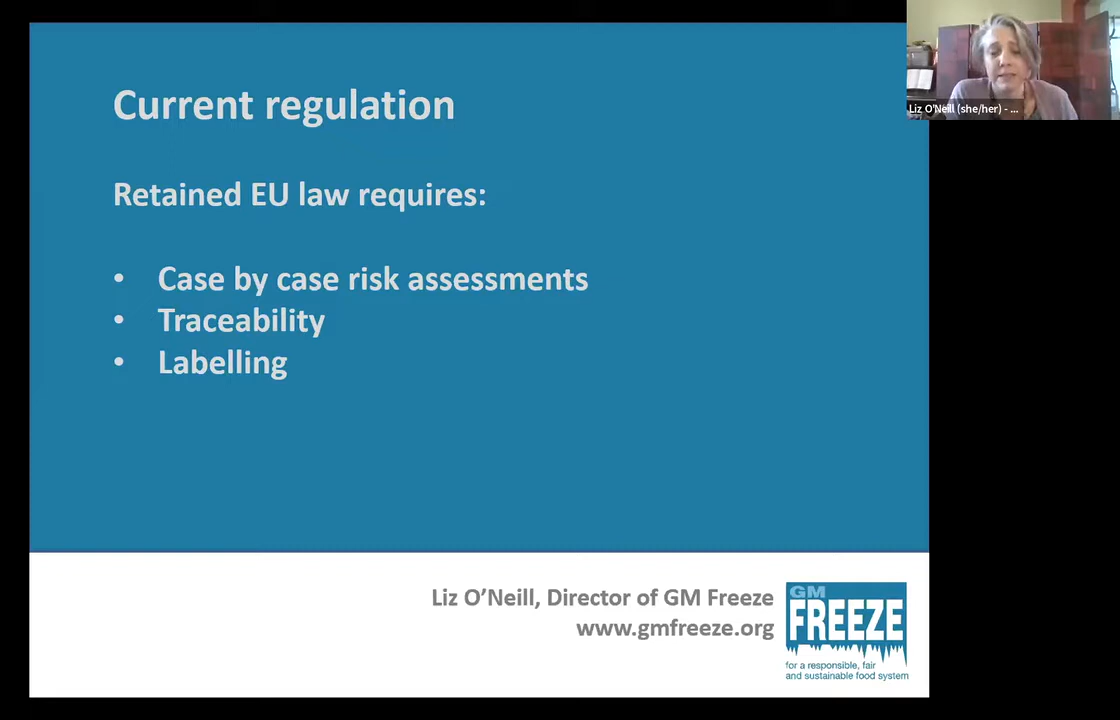 Current regulation
Retained EU law requires:
• Case by case risk assessments
• Traceability
• Labelling
Liz O'Neill, Director of GM Freeze
www.gmfreeze.org
GM
FREEZE
for a responsible, fair
and sustainable food system
Liz O'Neill (she/her) - ...